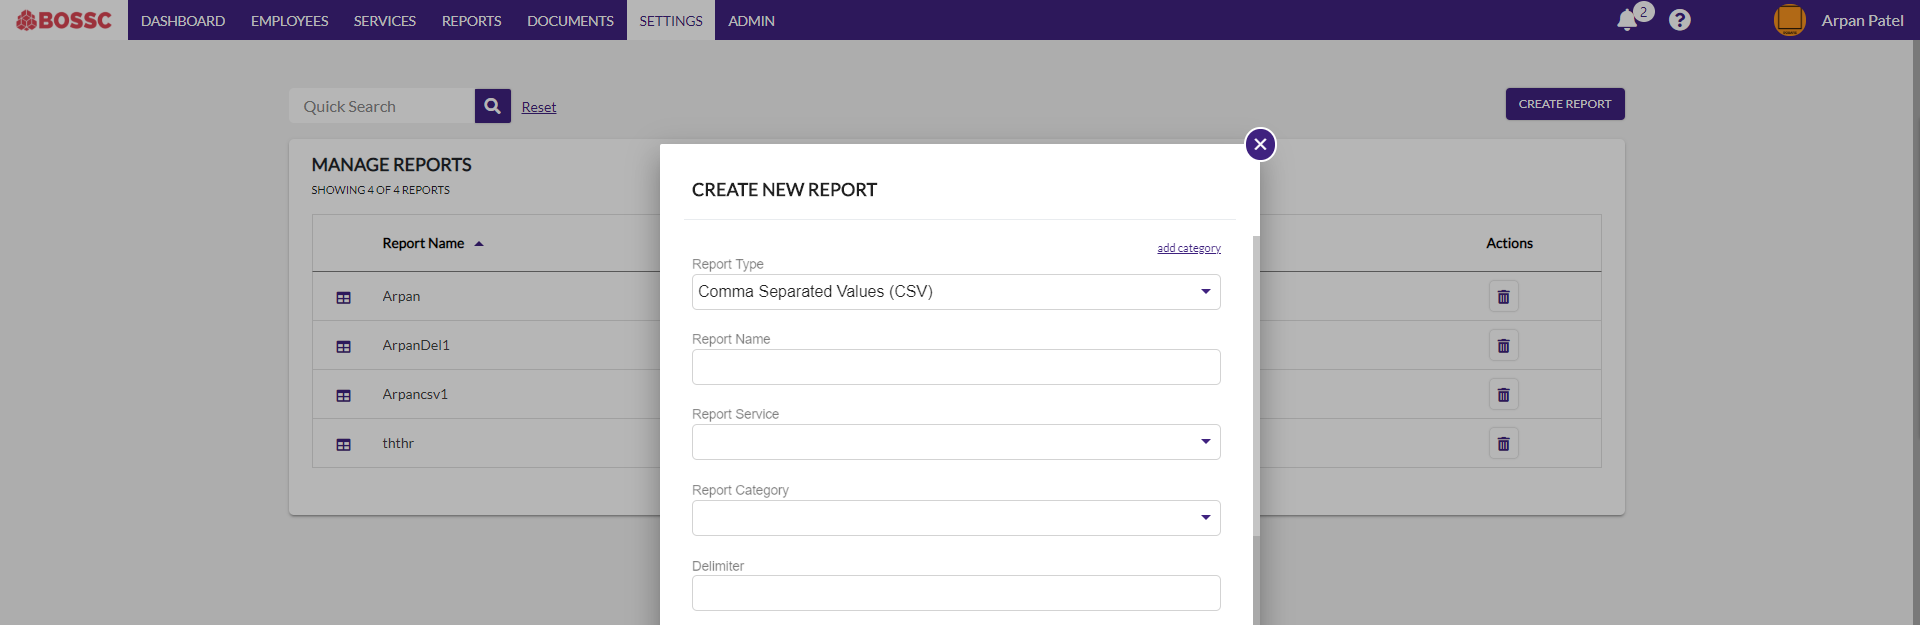 BOSSC DASHBOARD EMPLOYEES SERVICES REPORTS DOCUMENTS SETTINGS ADMIN 2 ? Arpan Patel
Quick Search Reset CREATE REPORT
MANAGE REPORTS
SHOWING 4 OF 4 REPORTS
Report Name Actions
Arpan
ArpanDel1
Arpancsv1
ththr
CREATE NEW REPORT
add category
Report Type
Comma Separated Values (CSV)
Report Name
Report Service
Report Category
Delimiter